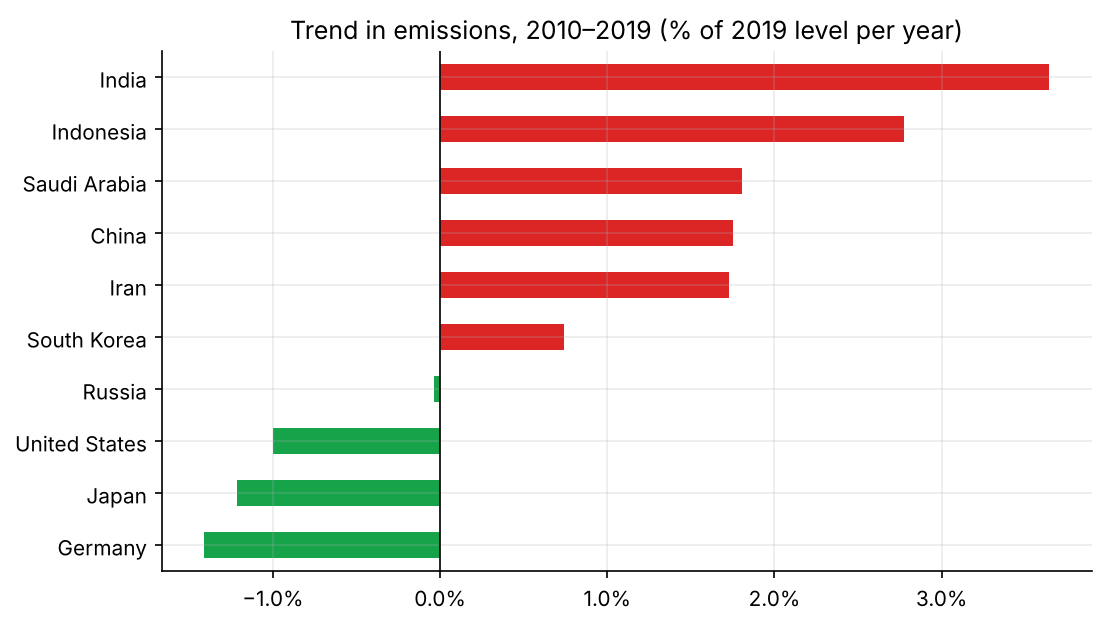 Trend in emissions, 2010–2019 (% of 2019 level per year)
India
Indonesia
Saudi Arabia
China
Iran
South Korea
Russia
United States
Japan
Germany
−1.0% 0.0% 1.0% 2.0% 3.0%